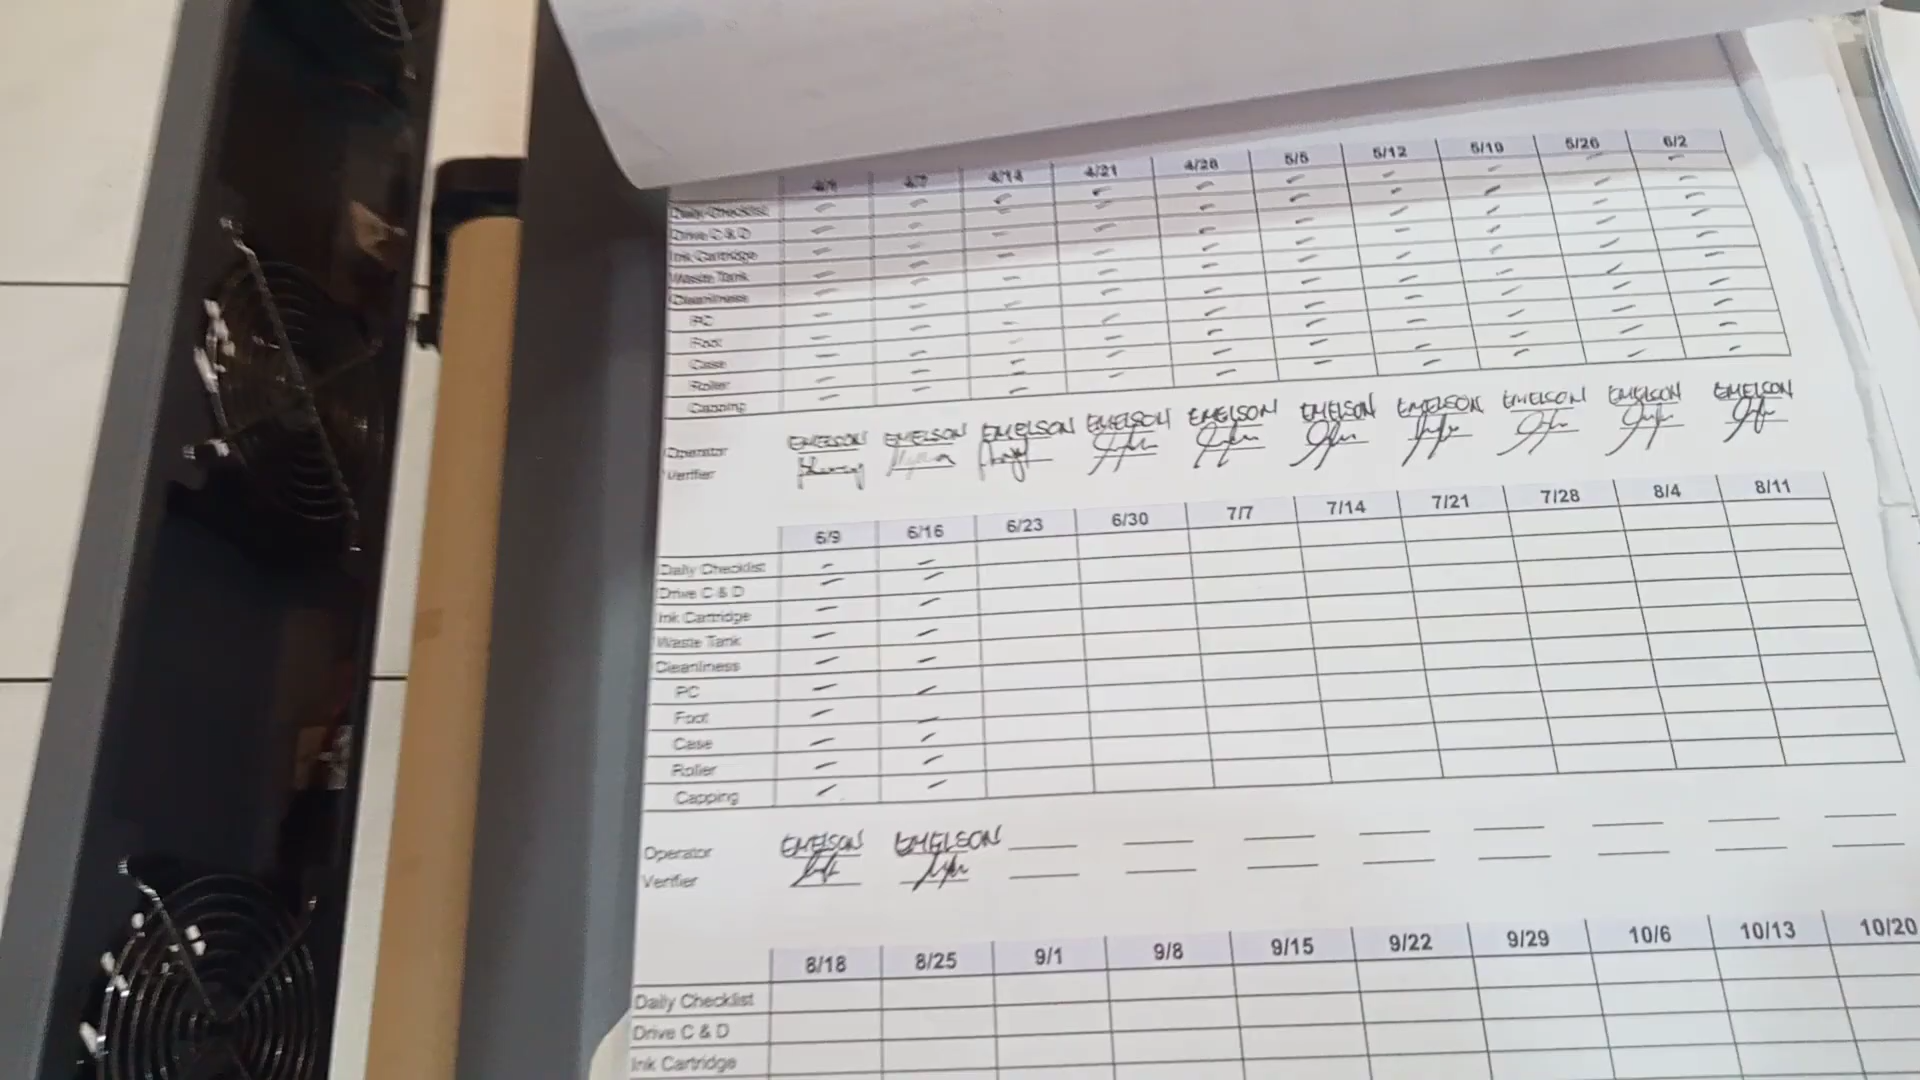 4/7 4/14 4/21 4/28 5/5 5/12 5/19 5/26 6/2
Daily Checklist
Drive C & D
Ink Cartridge
Waste Tank
Cleanliness
PC
Foot
Case
Roller
Capping
Operator EMELSON EMELSON EMELSON EMELSON EMELSON EMELSON EMELSON EMELSON EMELSON EMELSON
Verifier
6/9 6/16 6/23 6/30 7/7 7/14 7/21 7/28 8/4 8/11
Daily Checklist
Drive C & D
Ink Cartridge
Waste Tank
Cleanliness
PC
Foot
Case
Roller
Capping
Operator EMELSON EMELSON
Verifier
8/18 8/25 9/1 9/8 9/15 9/22 9/29 10/6 10/13 10/20
Daily Checklist
Drive C & D
Ink Cartridge